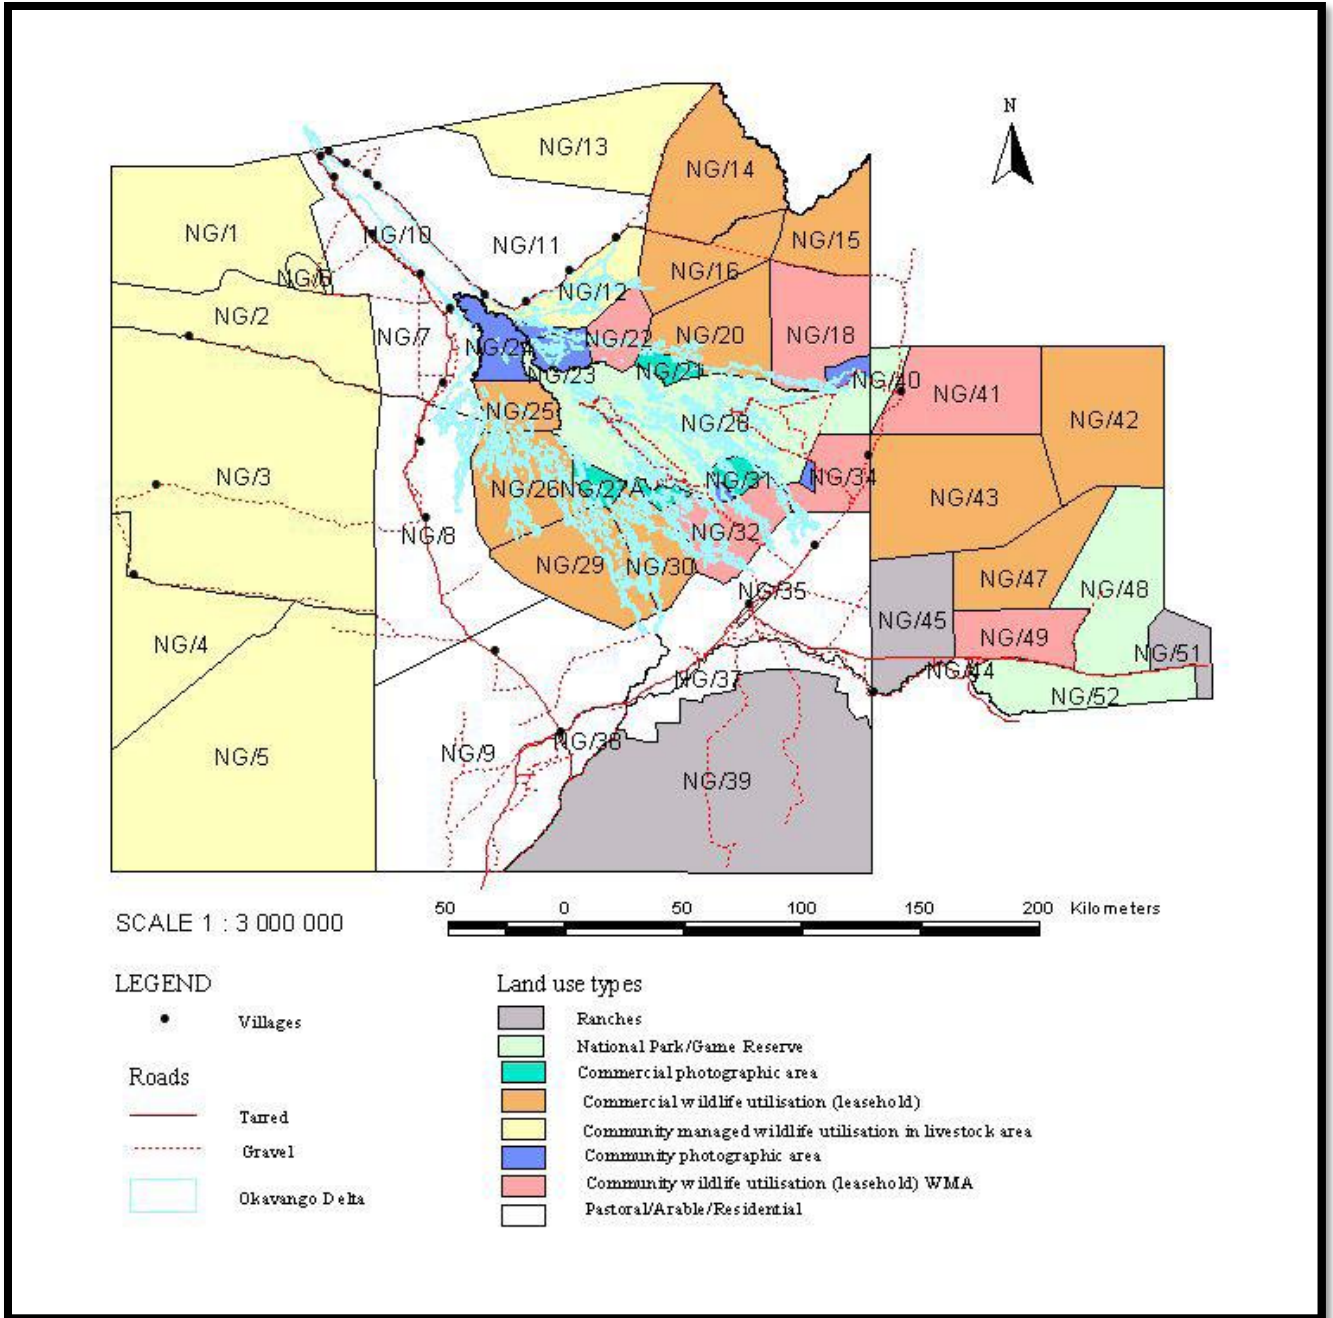 N
NG/13
NG/14
NG/1
NG/10
NG/11
NG/15
NG/6
NG/16
NG/12
NG/2
NG/7
NG/24
NG/22
NG/20
NG/18
NG/23
NG/21
NG/40
NG/41
NG/25
NG/28
NG/42
NG/3
NG/26
NG/27A
NG/31
NG/34
NG/43
NG/8
NG/32
NG/29
NG/30
NG/35
NG/47
NG/48
NG/4
NG/45
NG/49
NG/51
NG/37
NG/44
NG/52
NG/5
NG/9
NG/38
NG/39
SCALE 1 : 3 000 000
50 0 50 100 150 200 Kilometers
LEGEND
Villages
Roads
Tarred
Gravel
Okavango Delta
Land use types
Ranches
National Park/Game Reserve
Commercial photographic area
Commercial wildlife utilisation (leasehold)
Community managed wildlife utilisation in livestock area
Community photographic area
Community wildlife utilisation (leasehold) WMA
Pastoral/Arable/Residential